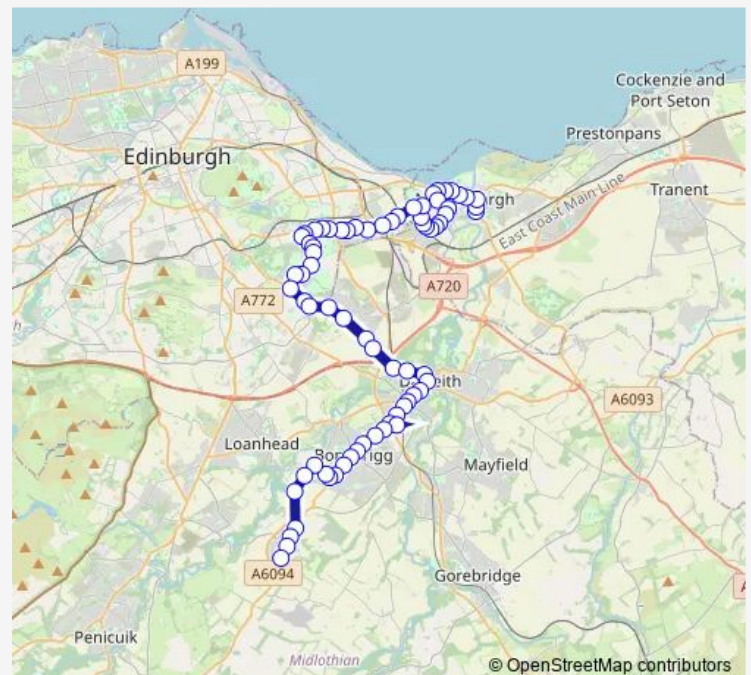 A199
Cockenzie and
Port Seton
Edinburgh
Prestonpans
Tranent
East Coast Main Line
A772
A720
A6093
Loanhead
Mayfield
A6094
Gorebridge
Penicuik
Midlothian
© OpenStreetMap contributors